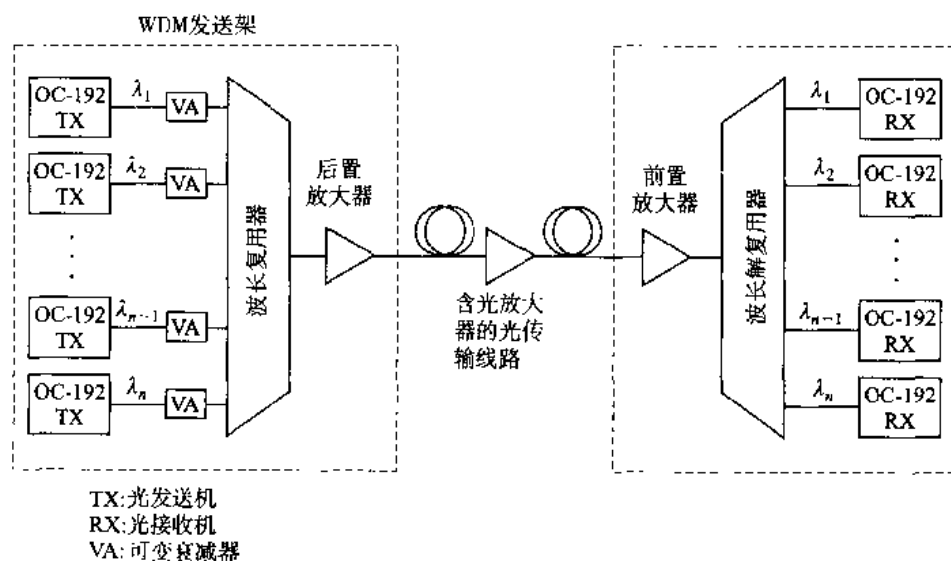 WDM发送架
OC-192
TX
λ1
VA
OC-192
TX
λ2
VA
OC-192
TX
λn-1
VA
OC-192
TX
λn
VA
波长复用器
后置
放大器
含光放大
器的光传
输线路
前置
放大器
波长解复用器
λ1
OC-192
RX
λ2
OC-192
RX
λn-1
OC-192
RX
λn
OC-192
RX
TX:光发送机
RX:光接收机
VA:可变衰减器